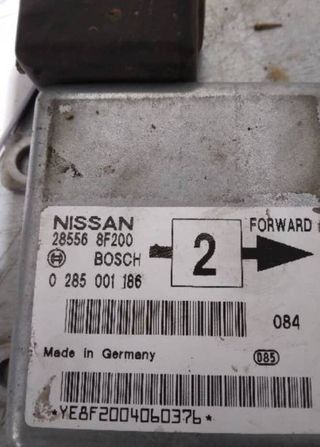 NISSAN
28556 8F200
BOSCH
0 285 001 186
2
FORWARD
084
Made in Germany
085
*YE8F2004060376*